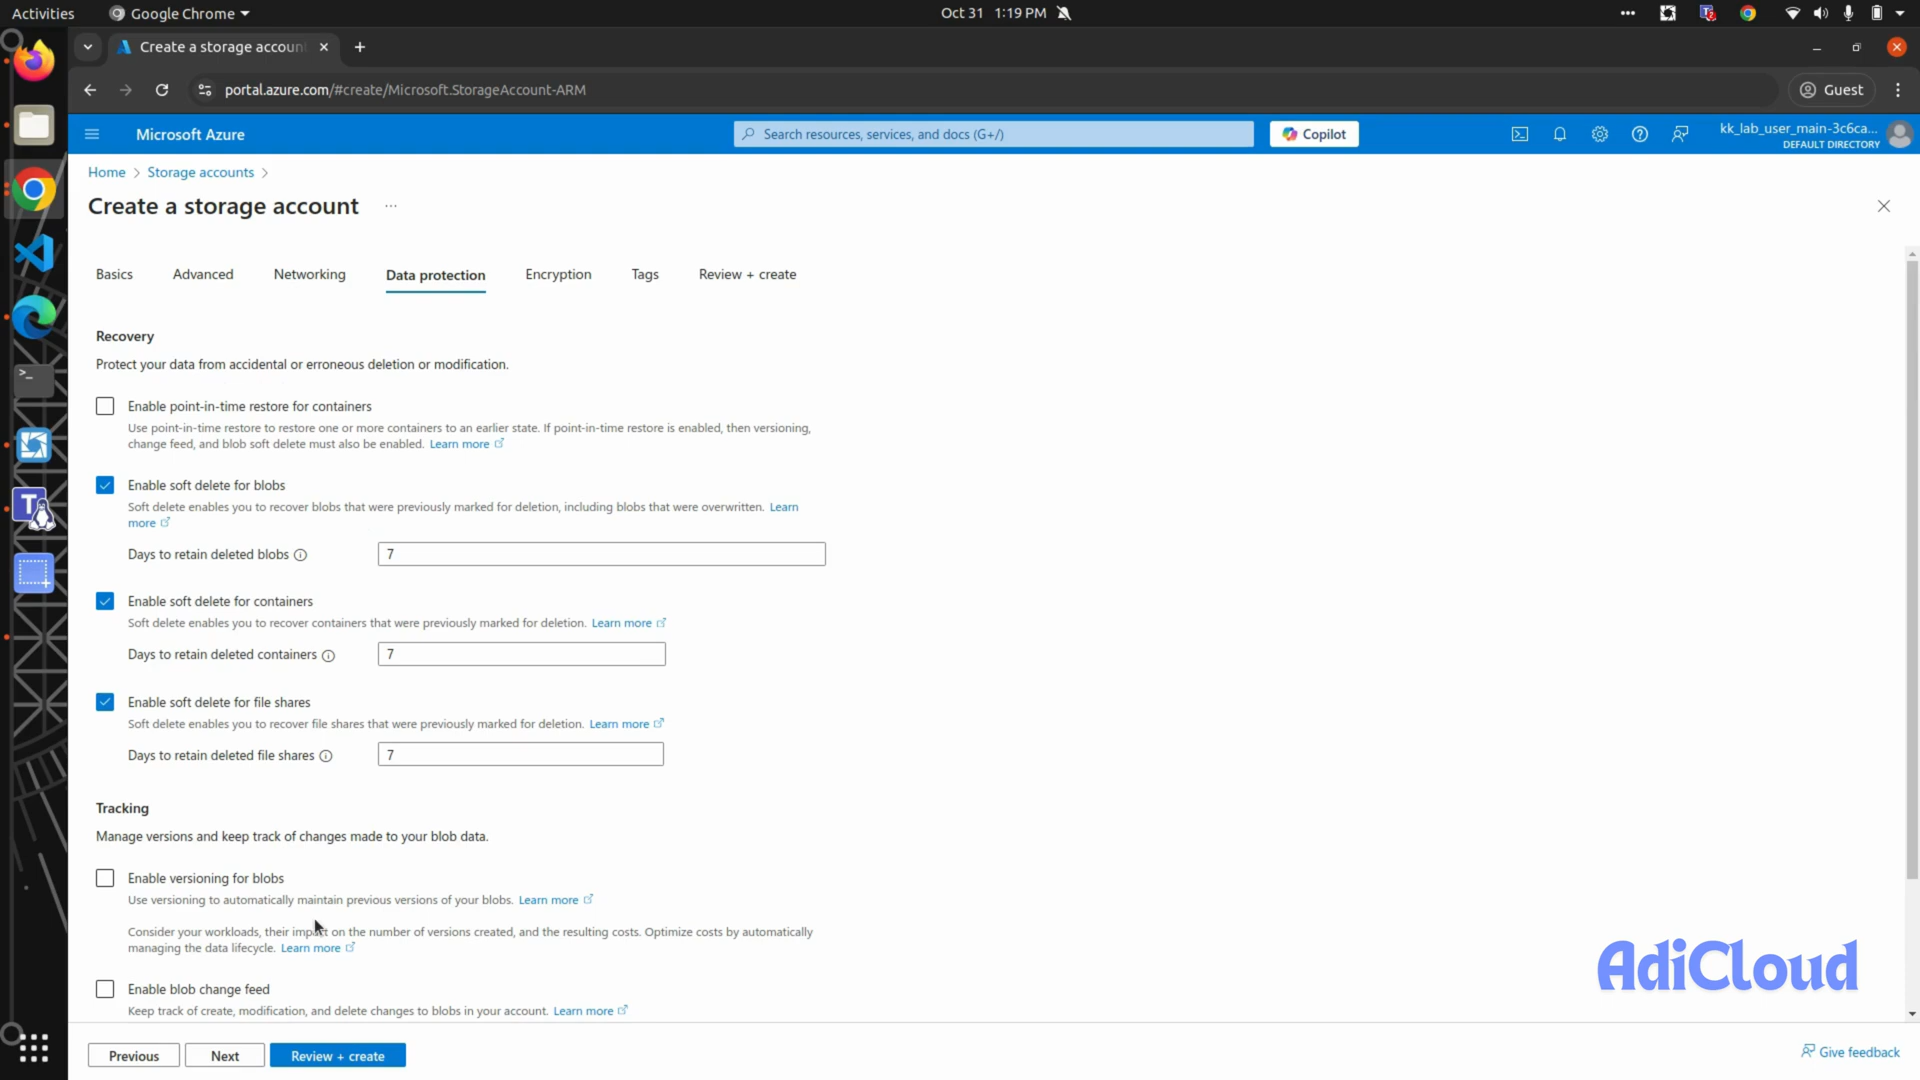 Activities
Google Chrome
Oct 31 1:19 PM
Create a storage accoun
portal.azure.com/#create/Microsoft.StorageAccount-ARM
Guest
Microsoft Azure
Search resources, services, and docs (G+/)
Copilot
kk_lab_user_main-3c6ca...
DEFAULT DIRECTORY
Home > Storage accounts >
Create a storage account ...
Basics
Advanced
Networking
Data protection
Encryption
Tags
Review + create
Recovery
Protect your data from accidental or erroneous deletion or modification.
Enable point-in-time restore for containers
Use point-in-time restore to restore one or more containers to an earlier state. If point-in-time restore is enabled, then versioning,
change feed, and blob soft delete must also be enabled. Learn more
Enable soft delete for blobs
Soft delete enables you to recover blobs that were previously marked for deletion, including blobs that were overwritten. Learn
more
Days to retain deleted blobs 7
Enable soft delete for containers
Soft delete enables you to recover containers that were previously marked for deletion. Learn more
Days to retain deleted containers 7
Enable soft delete for file shares
Soft delete enables you to recover file shares that were previously marked for deletion. Learn more
Days to retain deleted file shares 7
Tracking
Manage versions and keep track of changes made to your blob data.
Enable versioning for blobs
Use versioning to automatically maintain previous versions of your blobs. Learn more
Consider your workloads, their impact on the number of versions created, and the resulting costs. Optimize costs by automatically
managing the data lifecycle. Learn more
Enable blob change feed
Keep track of create, modification, and delete changes to blobs in your account. Learn more
AdiCloud
Previous
Next
Review + create
Give feedback